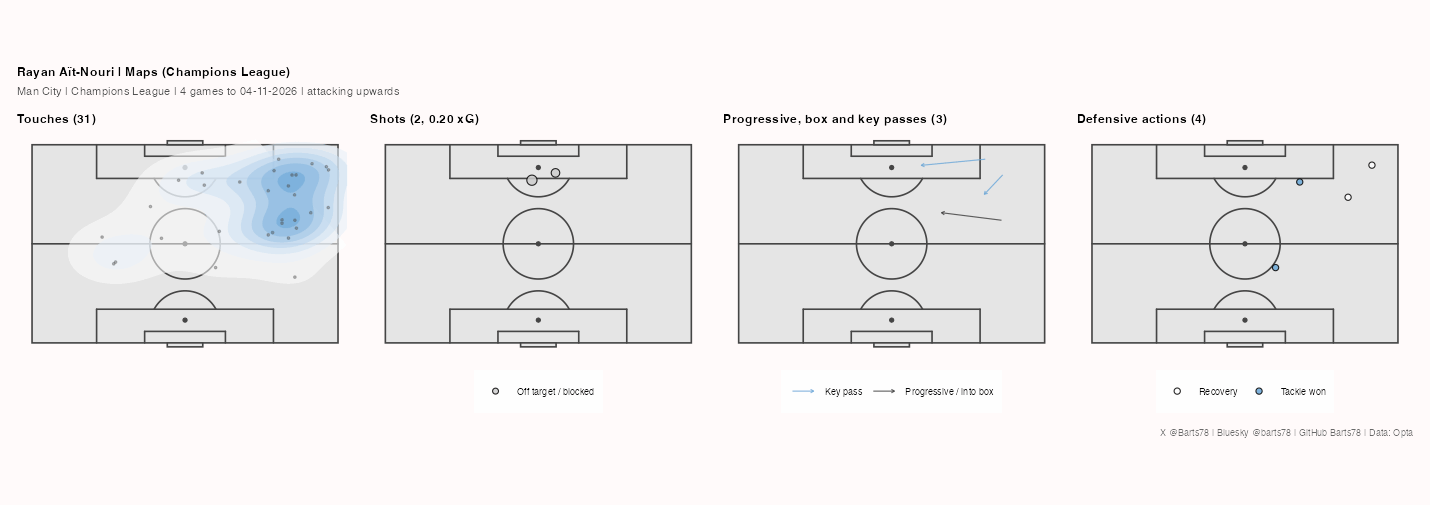 Rayan Aït-Nouri | Maps (Champions League)
Man City | Champions League | 4 games to 04-11-2026 | attacking upwards
Touches (31)
Shots (2, 0.20 xG)
Progressive, box and key passes (3)
Defensive actions (4)
Off target / blocked
Key pass
Progressive / into box
Recovery
Tackle won
X @Barts78 | Bluesky @barts78 | GitHub Barts78 | Data: Opta